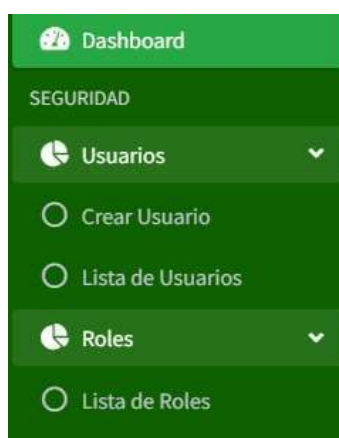 Dashboard
SEGURIDAD
Usuarios
Crear Usuario
Lista de Usuarios
Roles
Lista de Roles